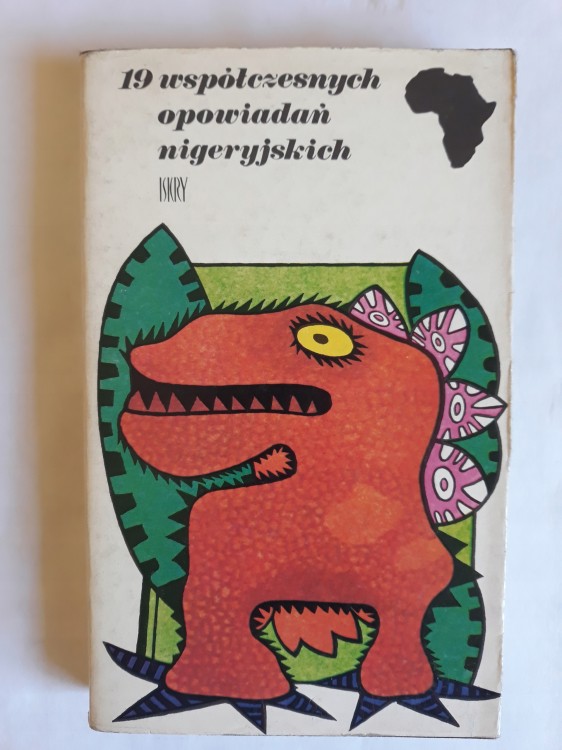 19 współczesnych
opowiadań
nigeryjskich
ISKRY